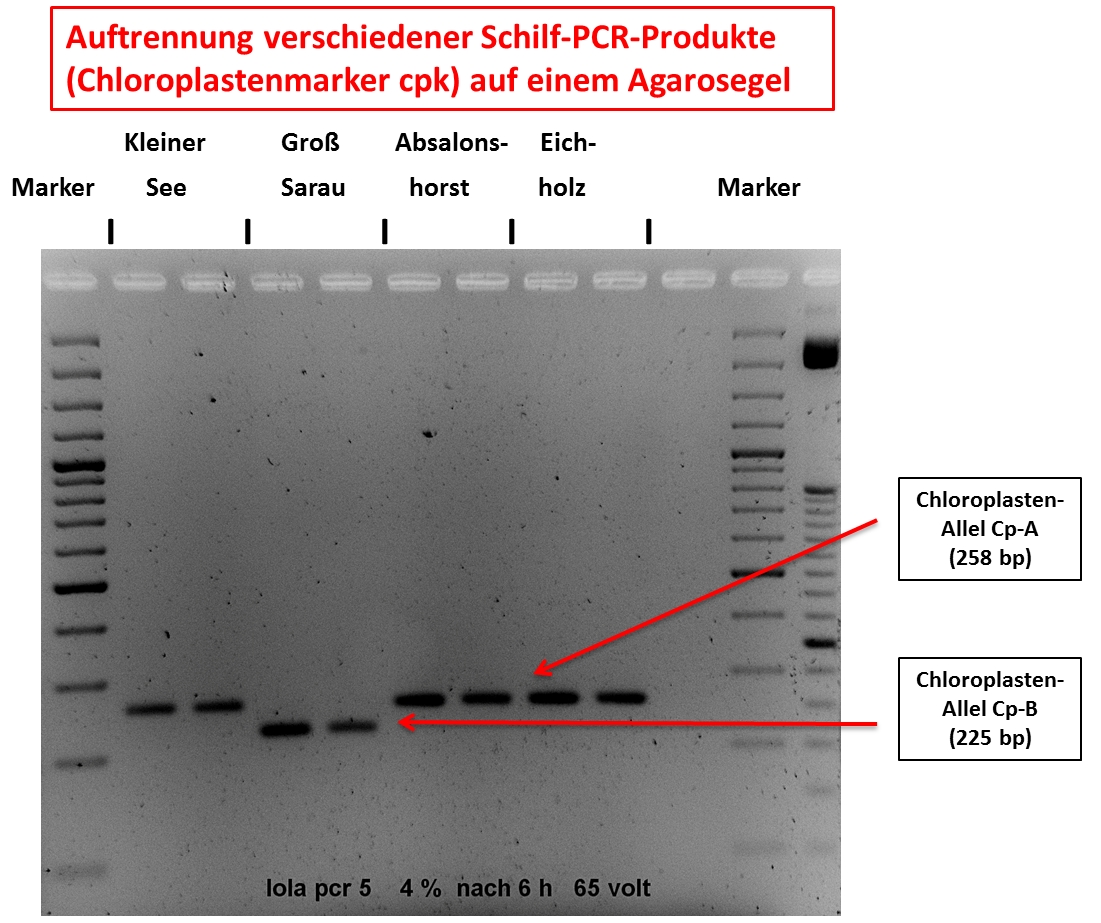 Auftrennung verschiedener Schilf-PCR-Produkte
(Chloroplastenmarker cpk) auf einem Agarosegel
Kleiner Groß Absalons- Eich-
Marker See Sarau horst holz Marker
Chloroplasten-
Allel Cp-A
(258 bp)
Chloroplasten-
Allel Cp-B
(225 bp)
lola pcr 5 4 % nach 6 h 65 volt